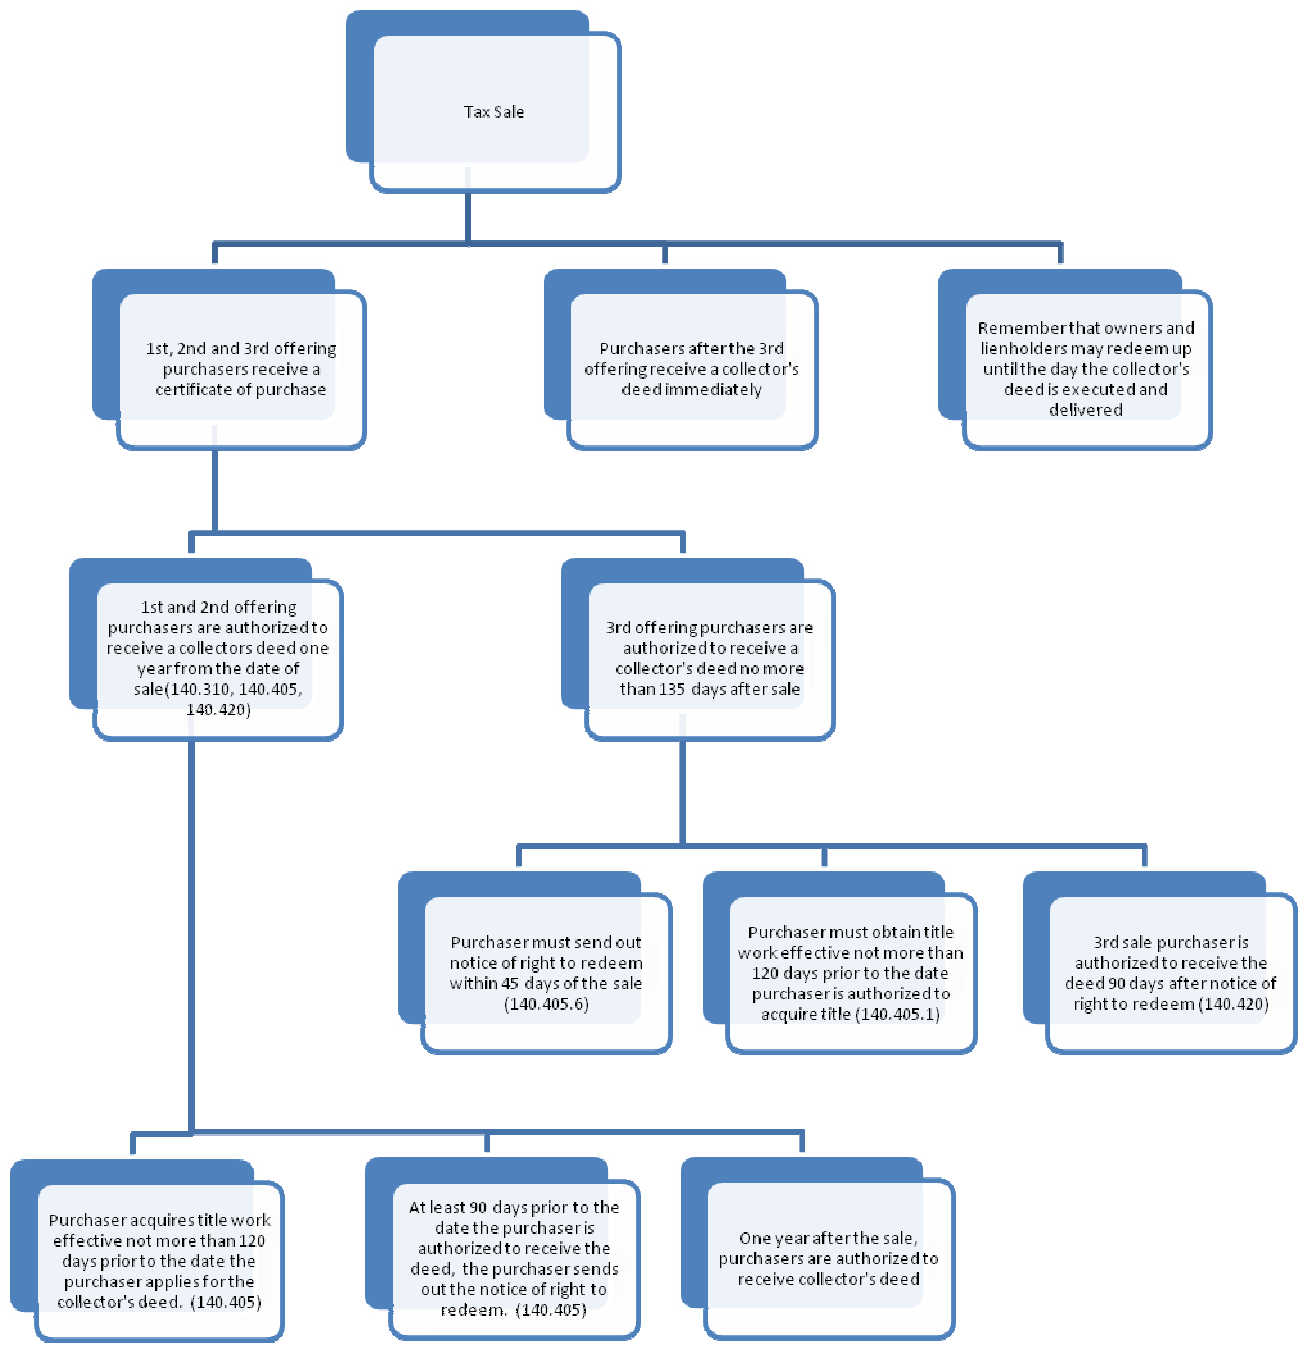 Tax Sale
1st, 2nd and 3rd offering
purchasers receive a
certificate of purchase
Purchasers after the 3rd
offering receive a collector's
deed immediately
Remember that owners and
lienholders may redeem up
until the day the collector's
deed is executed and
delivered
1st and 2nd offering
purchasers are authorized to
receive a collectors deed one
year from the date of
sale(140.310, 140.405,
140.420)
3rd offering purchasers are
authorized to receive a
collector's deed no more
than 135 days after sale
Purchaser must send out
notice of right to redeem
within 45 days of the sale
(140.405.6)
Purchaser must obtain title
work effective not more than
120 days prior to the date
purchaser is authorized to
acquire title (140.405.1)
3rd sale purchaser is
authorized to receive the
deed 90 days after notice of
right to redeem (140.420)
Purchaser acquires title work
effective not more than 120
days prior to the date the
purchaser applies for the
collector's deed. (140.405)
At least 90 days prior to the
date the purchaser is
authorized to receive the
deed, the purchaser sends
out the notice of right to
redeem. (140.405)
One year after the sale,
purchasers are authorized to
receive collector's deed